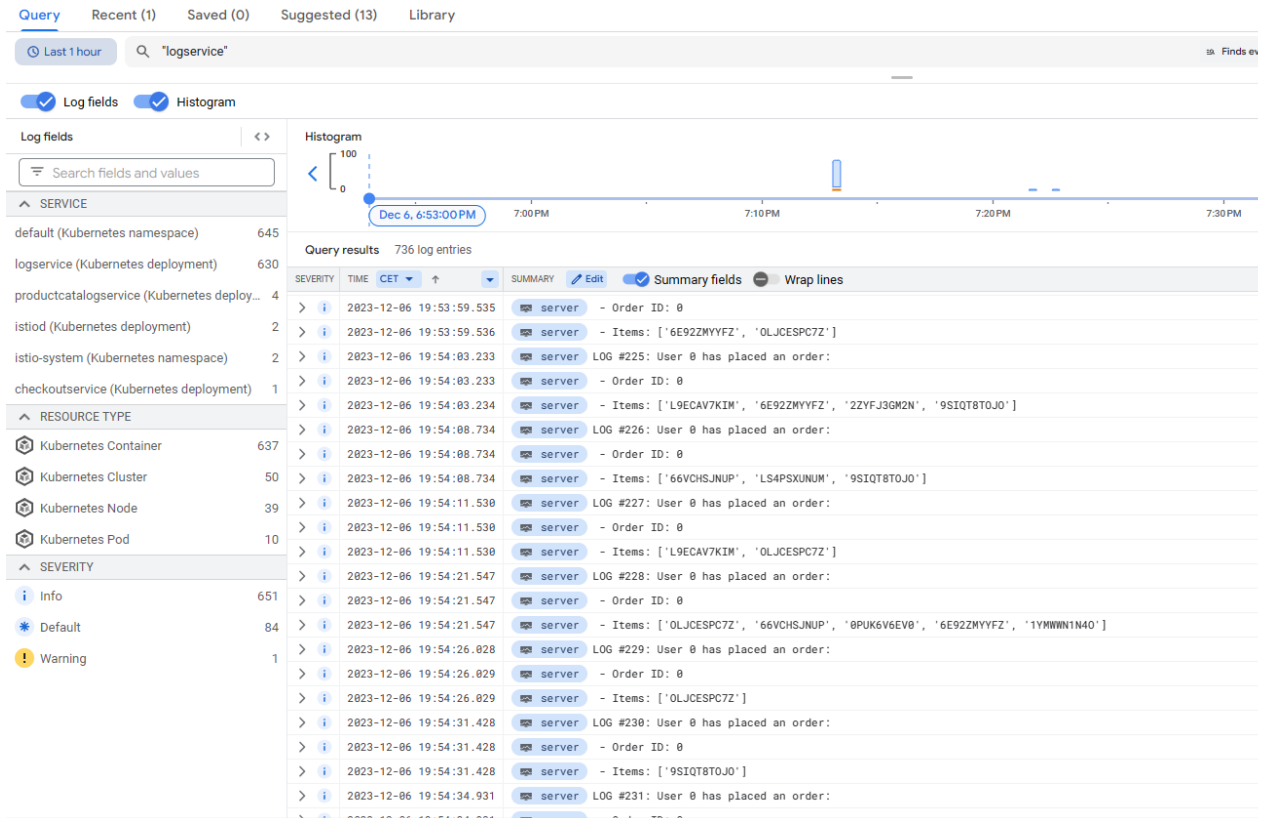 Query Recent (1) Saved (0) Suggested (13) Library
Last 1 hour "logservice" Finds ev
Log fields Histogram
Log fields
Search fields and values
SERVICE
default (Kubernetes namespace) 645
logservice (Kubernetes deployment) 630
productcatalogservice (Kubernetes deploy... 4
istiod (Kubernetes deployment) 2
istio-system (Kubernetes namespace) 2
checkoutservice (Kubernetes deployment) 1
RESOURCE TYPE
Kubernetes Container 637
Kubernetes Cluster 50
Kubernetes Node 39
Kubernetes Pod 10
SEVERITY
Info 651
Default 84
Warning 1
Histogram
100
0
Dec 6, 6:53:00 PM 7:00 PM 7:10 PM 7:20 PM 7:30 PM
Query results 736 log entries
SEVERITY TIME CET SUMMARY Edit Summary fields Wrap lines
2023-12-06 19:53:59.535 server - Order ID: 0
2023-12-06 19:53:59.536 server - Items: ['6E92ZMYYFZ', 'OLJCESPC7Z']
2023-12-06 19:54:03.233 server LOG #225: User 0 has placed an order:
2023-12-06 19:54:03.233 server - Order ID: 0
2023-12-06 19:54:03.234 server - Items: ['L9ECAV7KIM', '6E92ZMYYFZ', '2ZYFJ3GM2N', '9SIQT8TOJO']
2023-12-06 19:54:08.734 server LOG #226: User 0 has placed an order:
2023-12-06 19:54:08.734 server - Order ID: 0
2023-12-06 19:54:08.734 server - Items: ['66VCHSJNUP', 'LS4PSXUNUM', '9SIQT8TOJO']
2023-12-06 19:54:11.530 server LOG #227: User 0 has placed an order:
2023-12-06 19:54:11.530 server - Order ID: 0
2023-12-06 19:54:11.530 server - Items: ['L9ECAV7KIM', 'OLJCESPC7Z']
2023-12-06 19:54:21.547 server LOG #228: User 0 has placed an order:
2023-12-06 19:54:21.547 server - Order ID: 0
2023-12-06 19:54:21.547 server - Items: ['OLJCESPC7Z', '66VCHSJNUP', '0PUK6V6EV0', '6E92ZMYYFZ', '1YMWWN1N4O']
2023-12-06 19:54:26.028 server LOG #229: User 0 has placed an order:
2023-12-06 19:54:26.029 server - Order ID: 0
2023-12-06 19:54:26.029 server - Items: ['OLJCESPC7Z']
2023-12-06 19:54:31.428 server LOG #230: User 0 has placed an order:
2023-12-06 19:54:31.428 server - Order ID: 0
2023-12-06 19:54:31.428 server - Items: ['9SIQT8TOJO']
2023-12-06 19:54:34.931 server LOG #231: User 0 has placed an order: